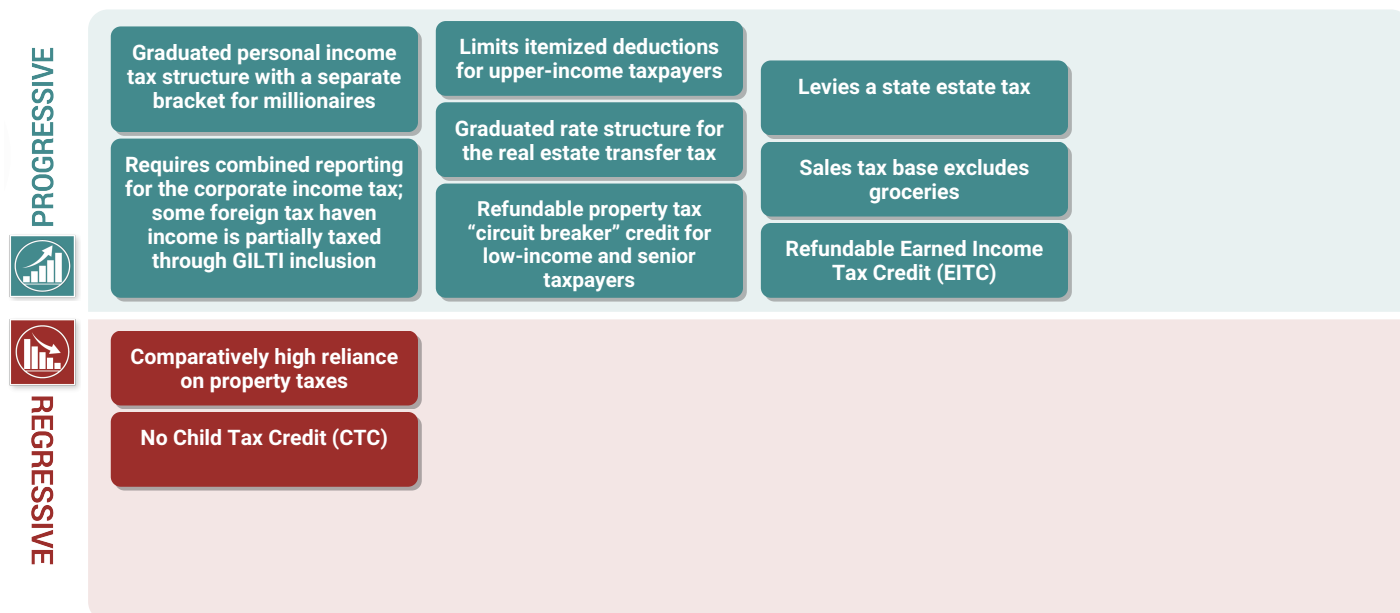 PROGRESSIVE
Graduated personal income
tax structure with a separate
bracket for millionaires
Requires combined reporting
for the corporate income tax;
some foreign tax haven
income is partially taxed
through GILTI inclusion
Limits itemized deductions
for upper-income taxpayers
Graduated rate structure for
the real estate transfer tax
Refundable property tax
“circuit breaker” credit for
low-income and senior
taxpayers
Levies a state estate tax
Sales tax base excludes
groceries
Refundable Earned Income
Tax Credit (EITC)
REGRESSIVE
Comparatively high reliance
on property taxes
No Child Tax Credit (CTC)